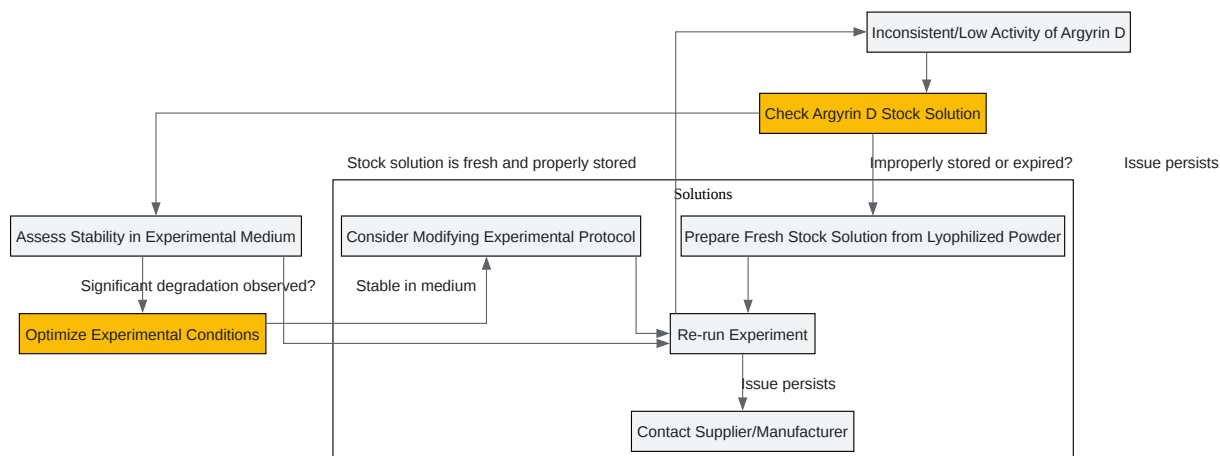 Inconsistent/Low Activity of Argyrin D
Check Argyrin D Stock Solution
Stock solution is fresh and properly stored
Improperly stored or expired?
Issue persists
Solutions
Assess Stability in Experimental Medium
Consider Modifying Experimental Protocol
Prepare Fresh Stock Solution from Lyophilized Powder
Significant degradation observed?
Stable in medium
Optimize Experimental Conditions
Re-run Experiment
Issue persists
Contact Supplier/Manufacturer